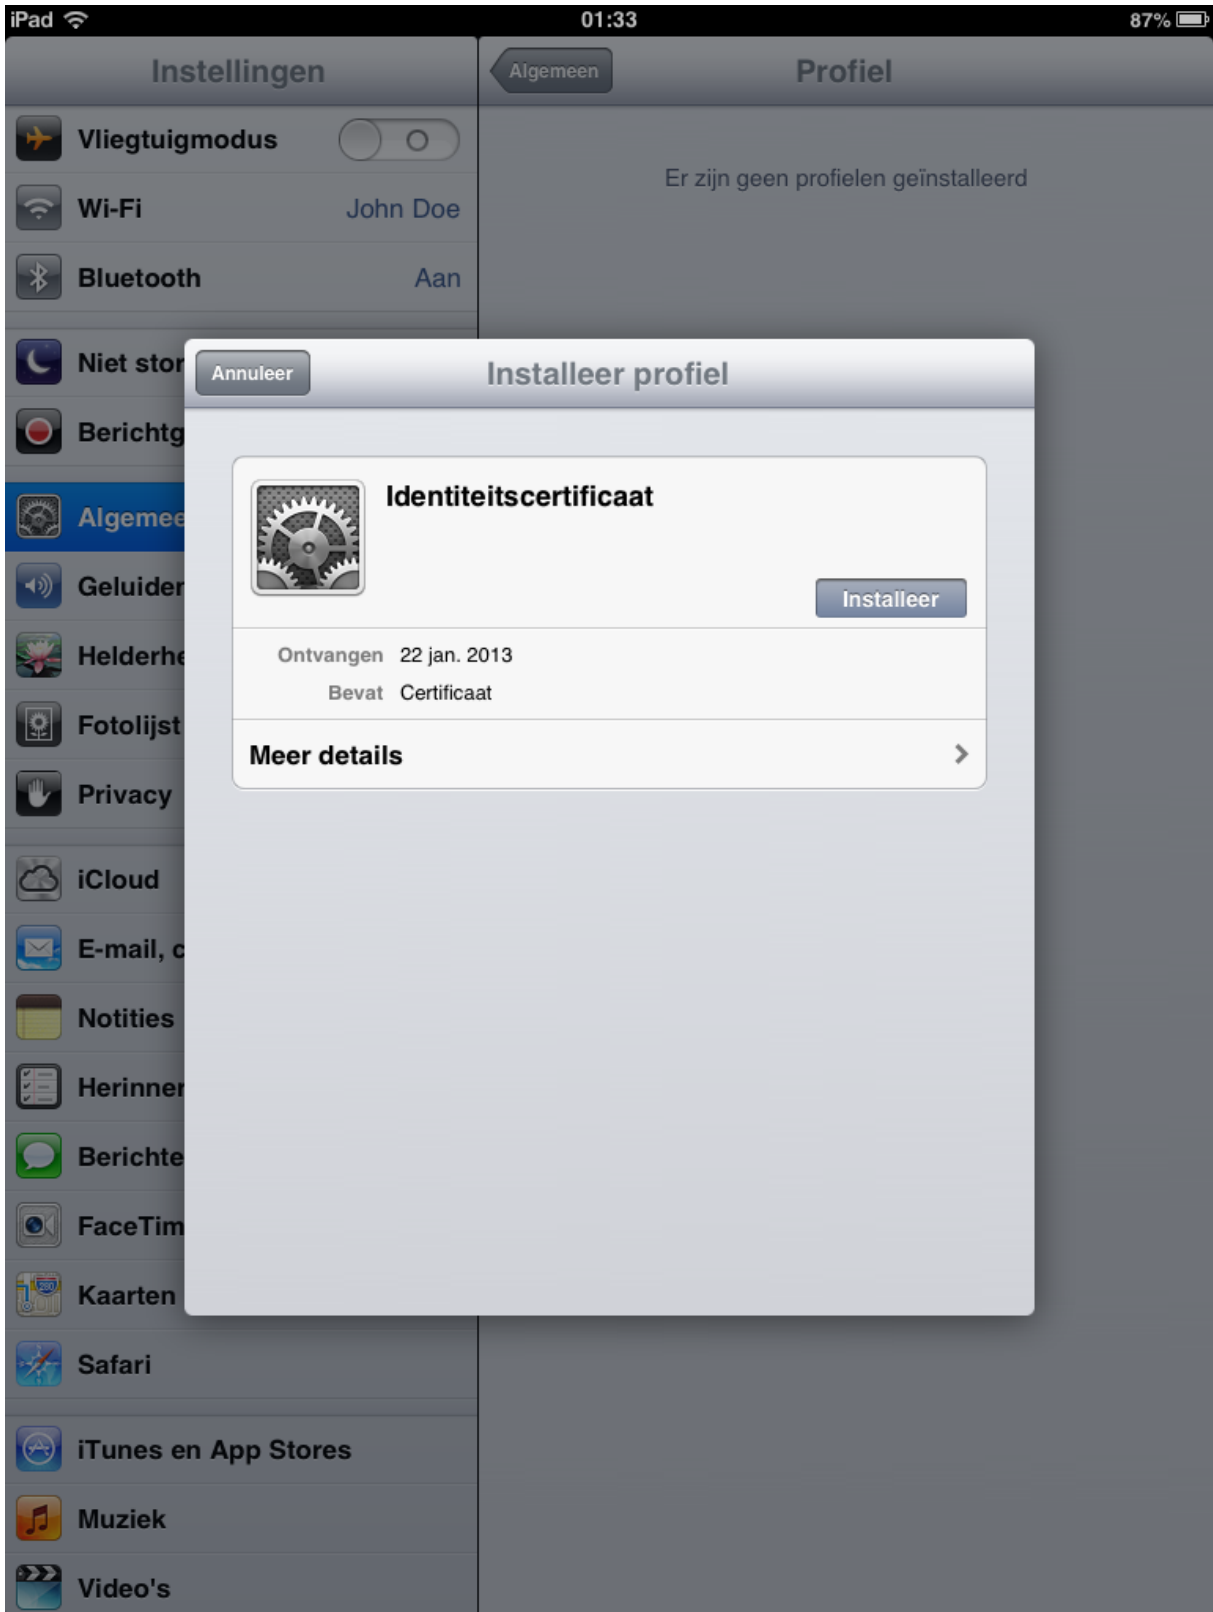 iPad 01:33 87%
Instellingen
Algemeen Profiel
Vliegtuigmodus
Er zijn geen profielen geïnstalleerd
Wi-Fi John Doe
Bluetooth Aan
Niet stor
Annuleer Installeer profiel
Berichtg
Identiteitscertificaat
Algemee
Geluider
Installeer
Helderhe
Ontvangen 22 jan. 2013
Bevat Certificaat
Fotolijst
Meer details
Privacy
iCloud
E-mail, c
Notities
Herinner
Berichte
FaceTim
Kaarten
280
Safari
iTunes en App Stores
Muziek
Video's